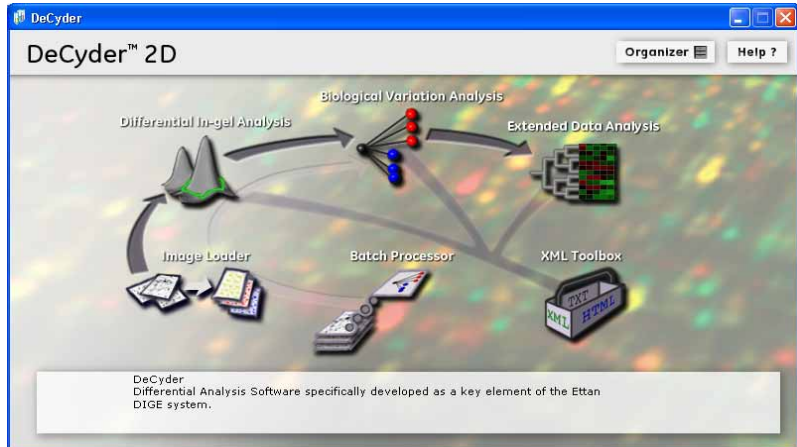 DeCyder
DeCyder™ 2D
Organizer
Help ?
Biological Variation Analysis
Differential In-gel Analysis
Extended Data Analysis
Image Loader
Batch Processor
XML Toolbox
TXT
XML HTML
DeCyder
Differential Analysis Software specifically developed as a key element of the Ettan
DIGE system.